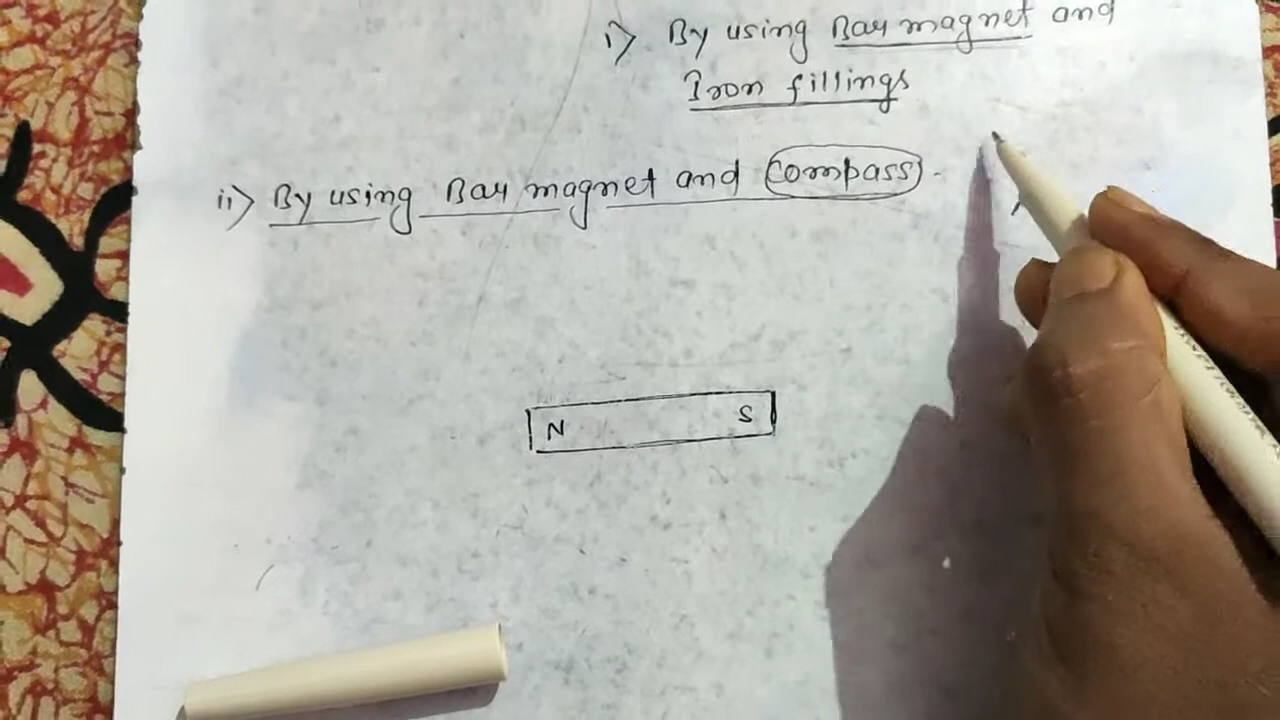 i) By using Bar magnet and
Iron fillings
ii) By using Bar magnet and compass.
N S